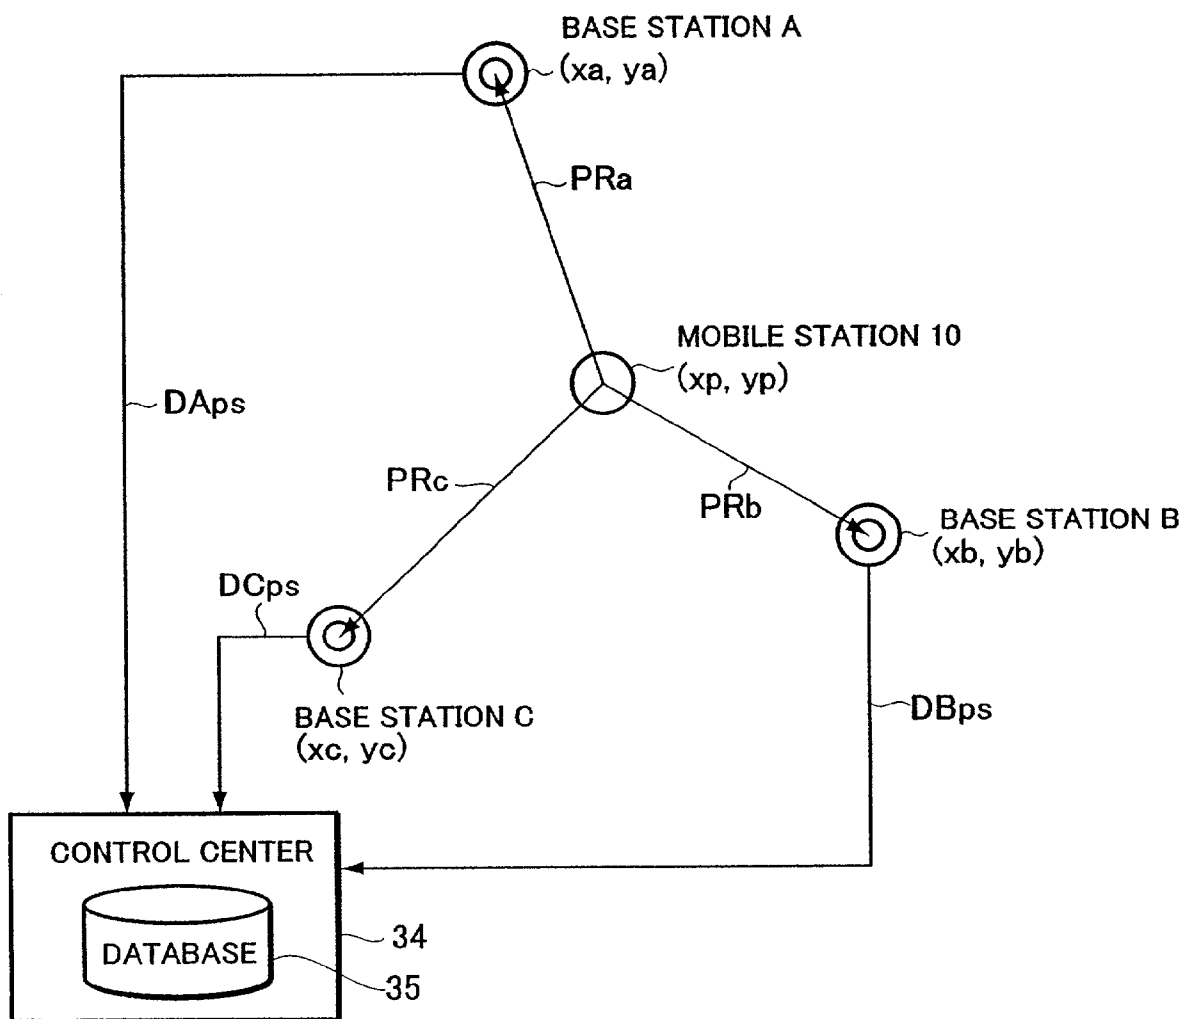 BASE STATION A
(xa, ya)
PRa
MOBILE STATION 10
(xp, yp)
DAps
PRc
PRb
BASE STATION B
(xb, yb)
DCps
BASE STATION C
(xc, yc)
DBps
CONTROL CENTER
DATABASE
34
35